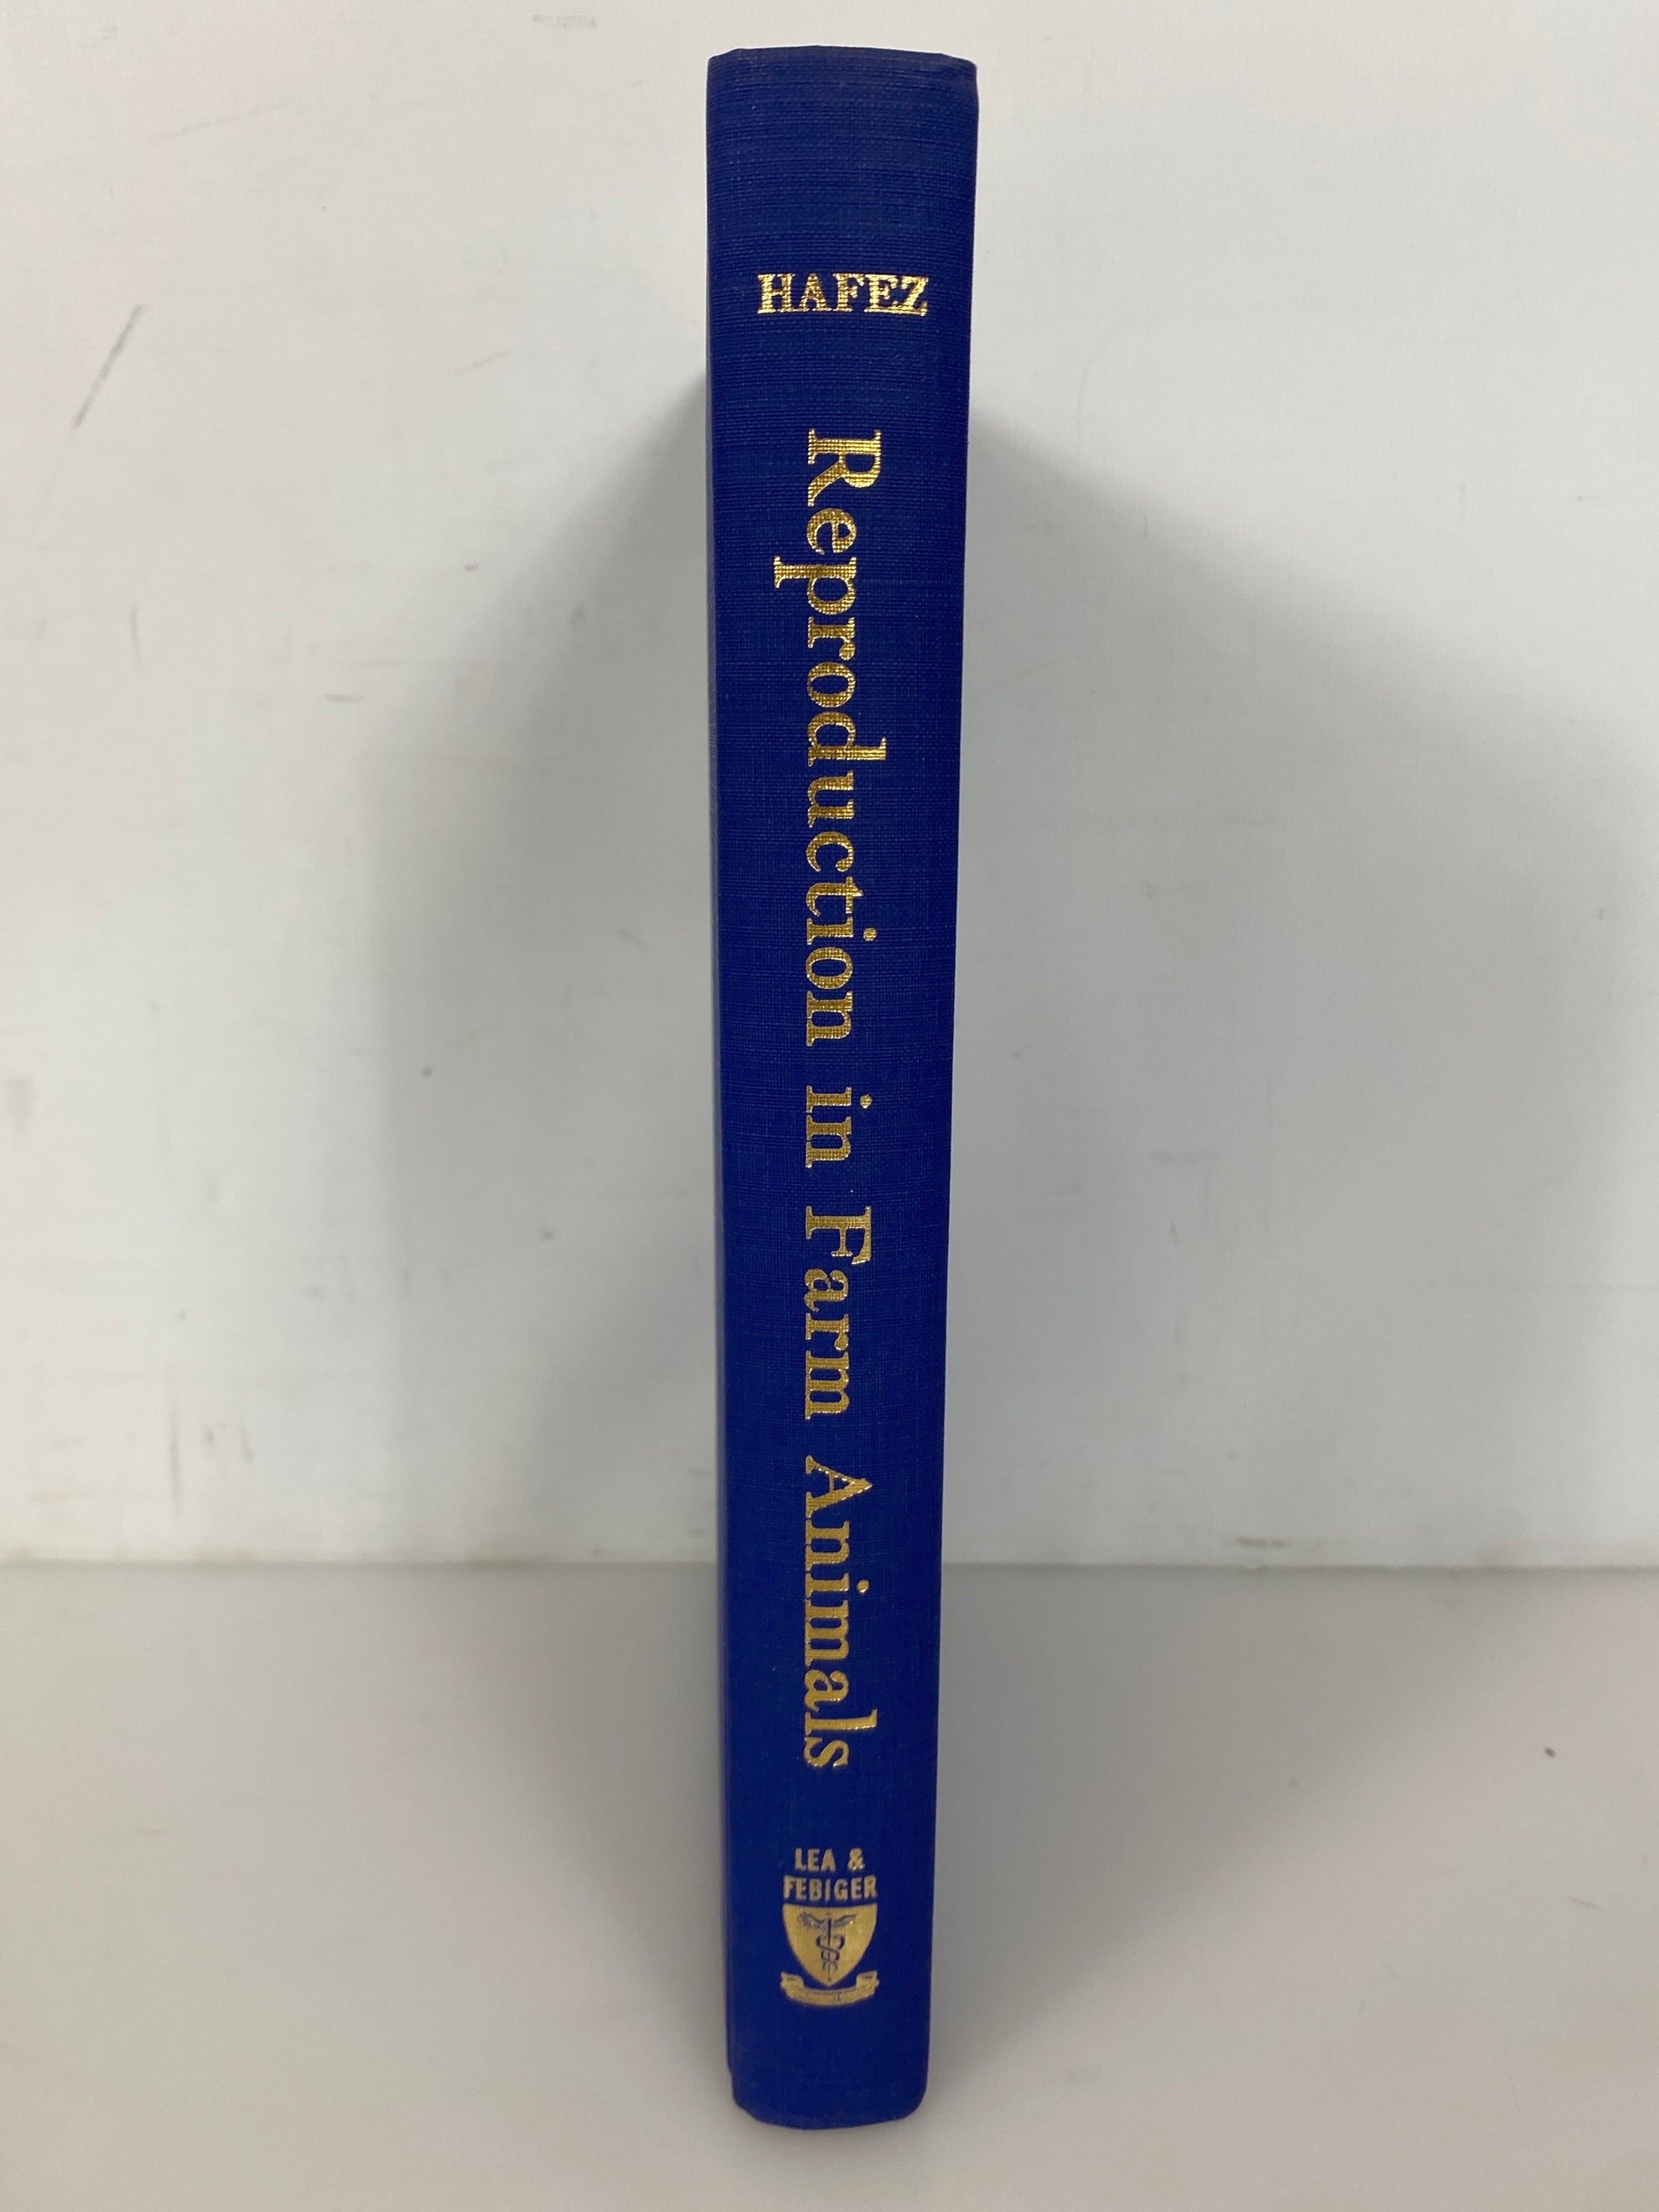 HAFEZ
Reproduction in Farm Animals
LEA &
FEBIGER